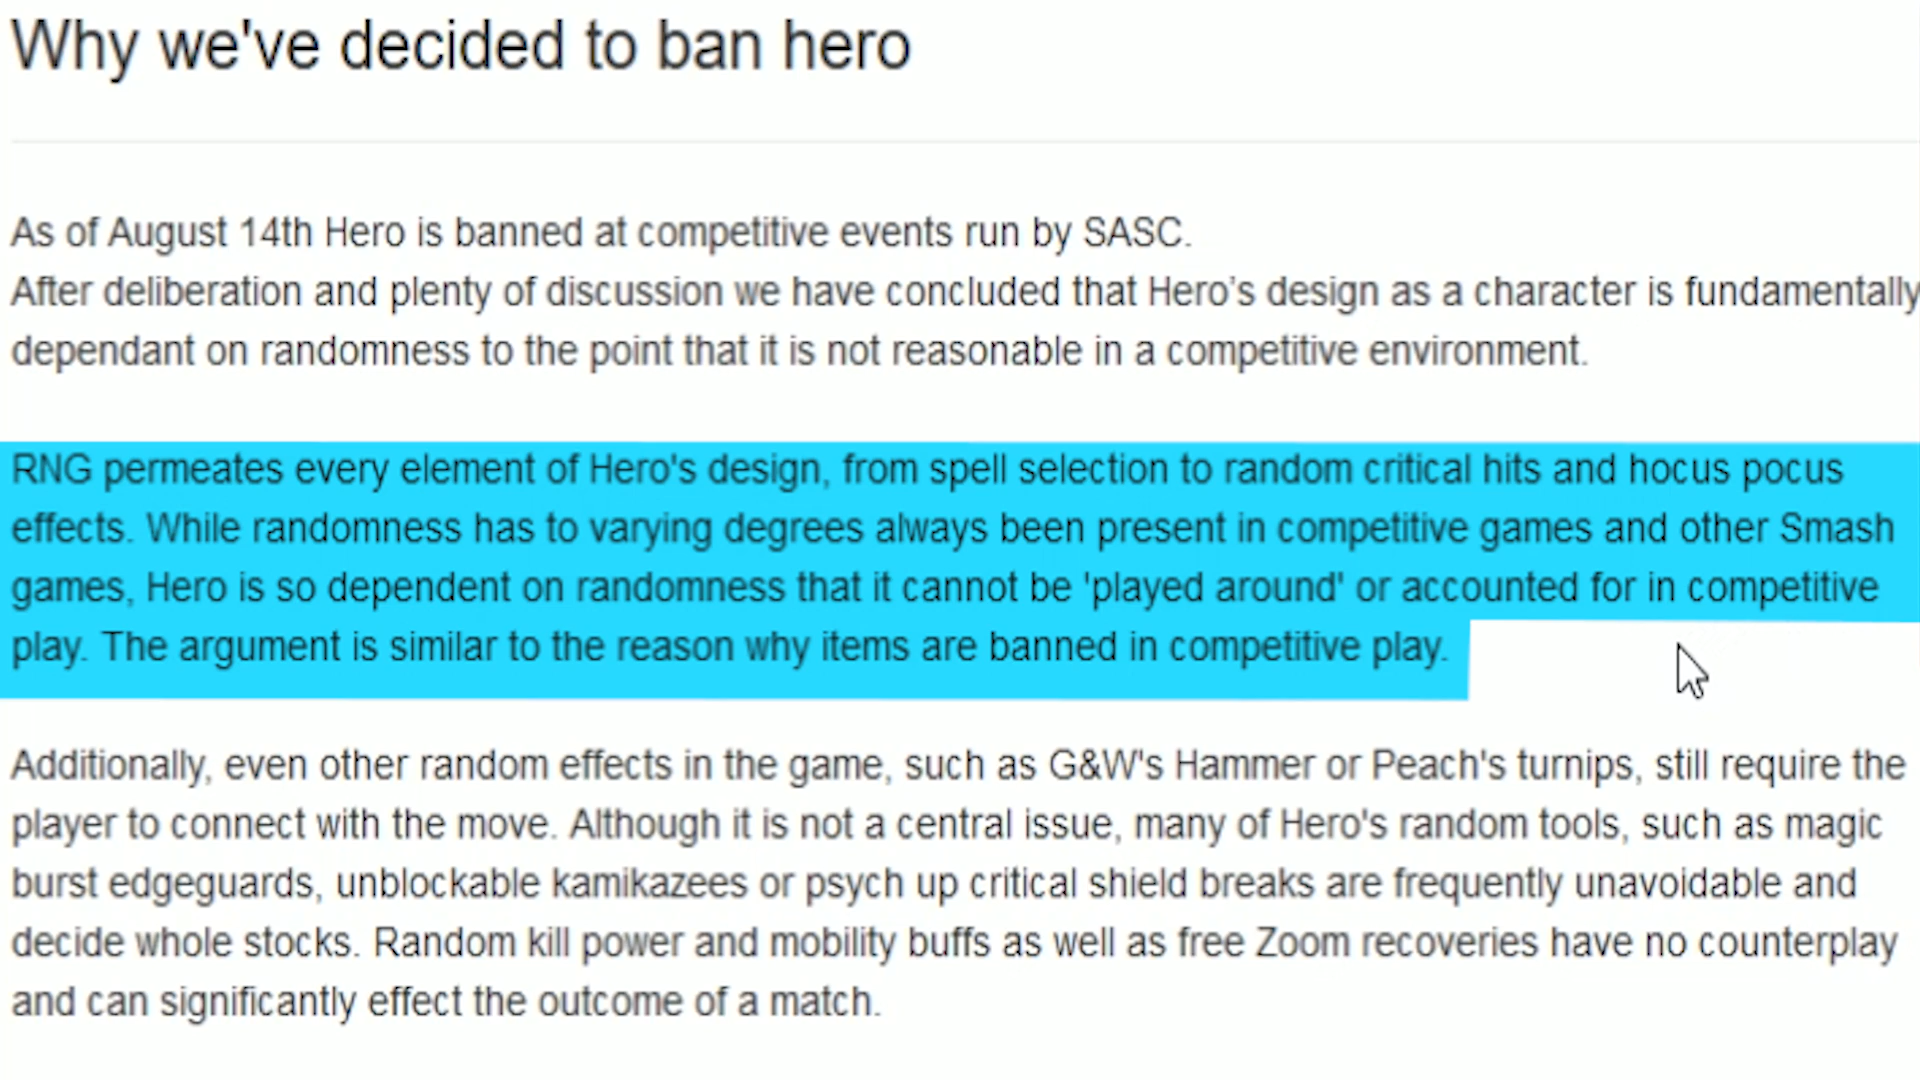 Why we've decided to ban hero
As of August 14th Hero is banned at competitive events run by SASC.
After deliberation and plenty of discussion we have concluded that Hero's design as a character is fundamentally
dependant on randomness to the point that it is not reasonable in a competitive environment.
RNG permeates every element of Hero's design, from spell selection to random critical hits and hocus pocus
effects. While randomness has to varying degrees always been present in competitive games and other Smash
games, Hero is so dependent on randomness that it cannot be 'played around' or accounted for in competitive
play. The argument is similar to the reason why items are banned in competitive play.
Additionally, even other random effects in the game, such as G&W's Hammer or Peach's turnips, still require the
player to connect with the move. Although it is not a central issue, many of Hero's random tools, such as magic
burst edgeguards, unblockable kamikazees or psych up critical shield breaks are frequently unavoidable and
decide whole stocks. Random kill power and mobility buffs as well as free Zoom recoveries have no counterplay
and can significantly effect the outcome of a match.